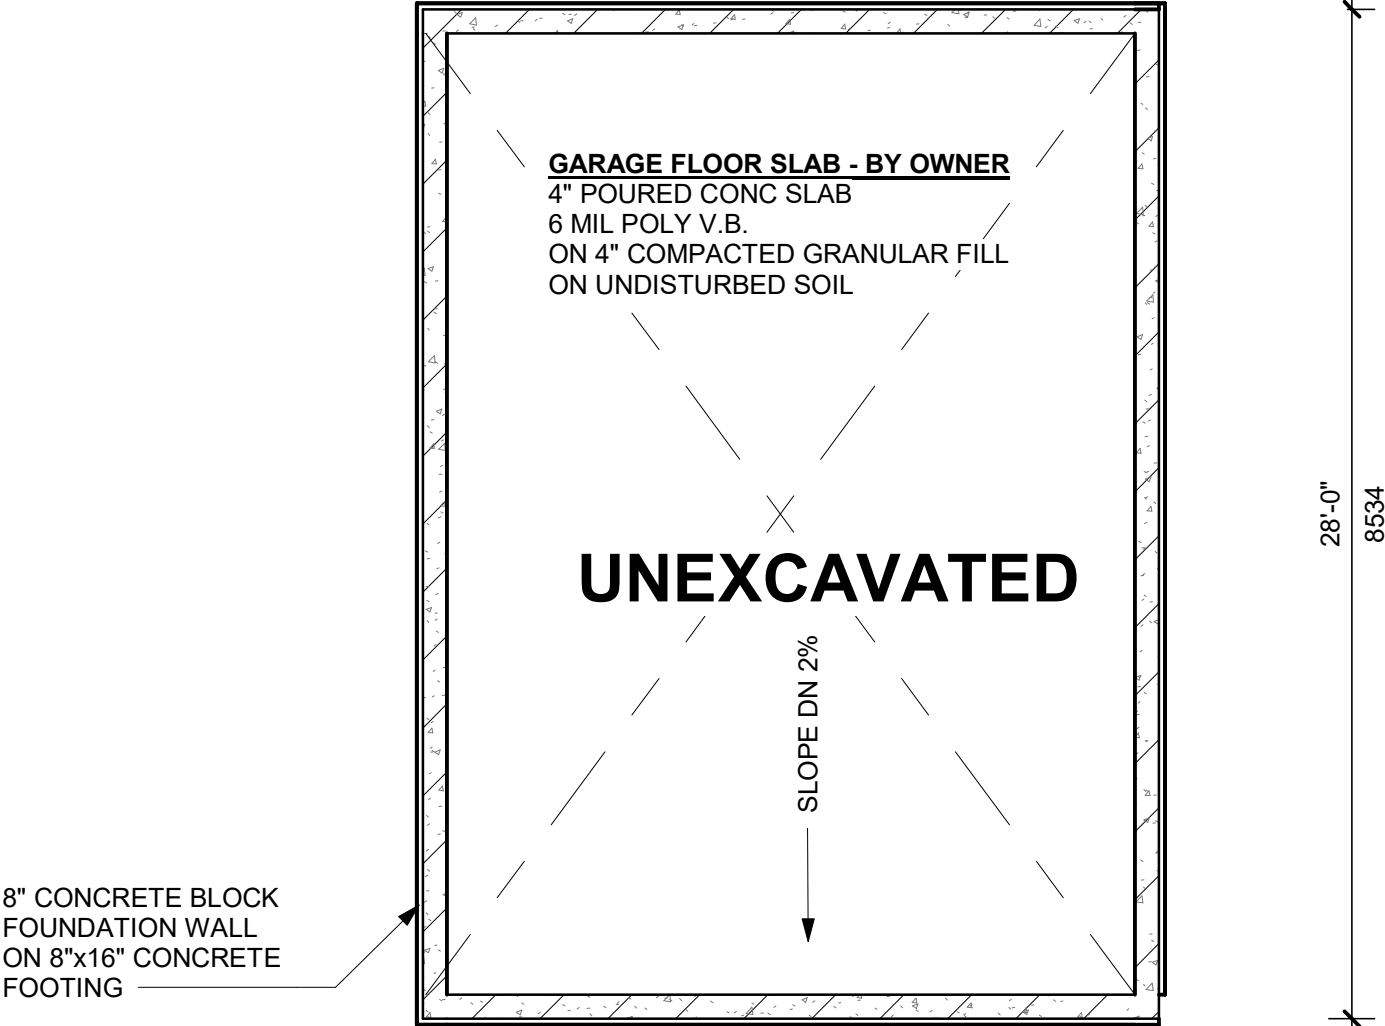 GARAGE FLOOR SLAB - BY OWNER
4" POURED CONC SLAB
6 MIL POLY V.B.
ON 4" COMPACTED GRANULAR FILL
ON UNDISTURBED SOIL
28'-0"
8534
UNEXCAVATED
SLOPE DN 2%
8" CONCRETE BLOCK
FOUNDATION WALL
ON 8"x16" CONCRETE
FOOTING